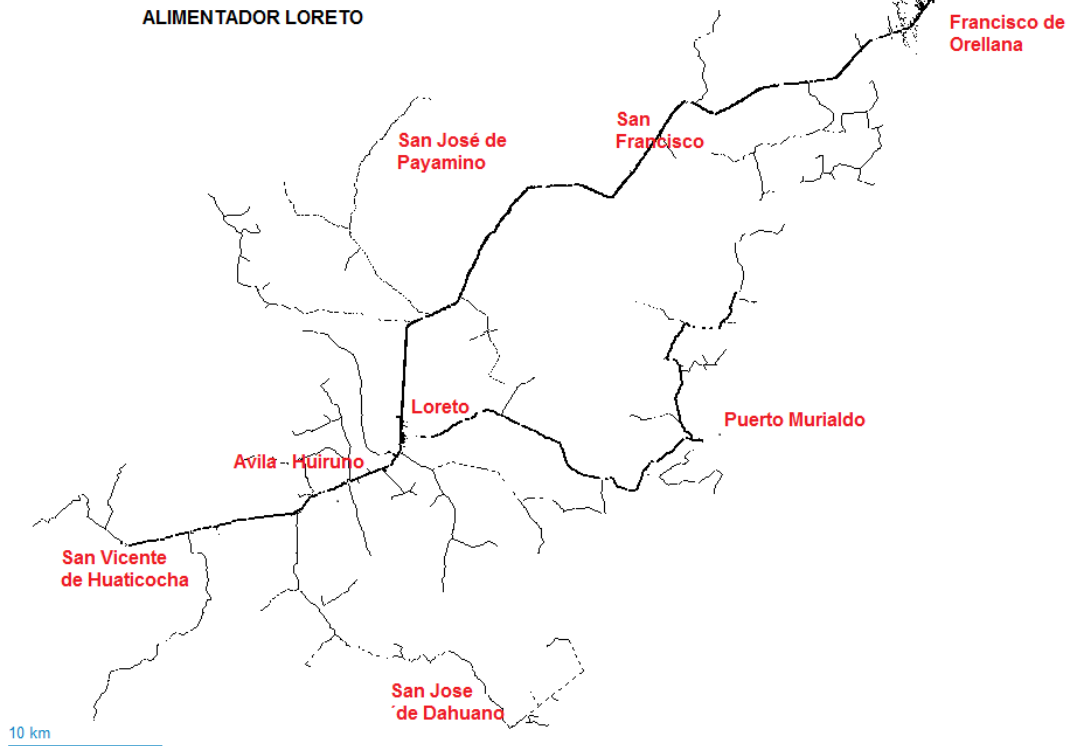 ALIMENTADOR LORETO
Francisco de
Orellana
San
Francisco
San José de
Payamino
Loreto
Puerto Murialdo
Avila - Huiruno
San Vicente
de Huaticocha
San Jose
´de Dahuano
10 km